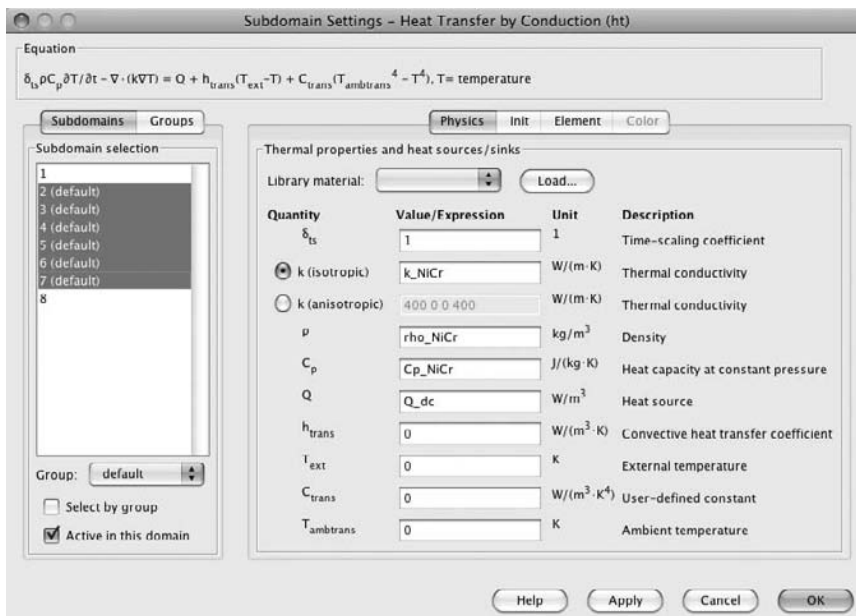 Subdomain Settings – Heat Transfer by Conduction (ht)
Equation
δts ρCp ∂T/∂t – ∇·(k∇T) = Q + htrans(Text–T) + Ctrans(Tambtrans⁴ – T⁴), T= temperature
Subdomains Groups
Subdomain selection
1
2 (default)
3 (default)
4 (default)
5 (default)
6 (default)
7 (default)
8
Group: default
Select by group
Active in this domain
Physics Init Element Color
Thermal properties and heat sources/sinks
Library material: Load...
Quantity Value/Expression Unit Description
δts 1 1 Time-scaling coefficient
k (isotropic) k_NiCr W/(m·K) Thermal conductivity
k (anisotropic) 400 0 0 400 W/(m·K) Thermal conductivity
ρ rho_NiCr kg/m³ Density
Cp Cp_NiCr J/(kg·K) Heat capacity at constant pressure
Q Q_dc W/m³ Heat source
htrans 0 W/(m³·K) Convective heat transfer coefficient
Text 0 K External temperature
Ctrans 0 W/(m³·K⁴) User-defined constant
Tambtrans 0 K Ambient temperature
Help Apply Cancel OK